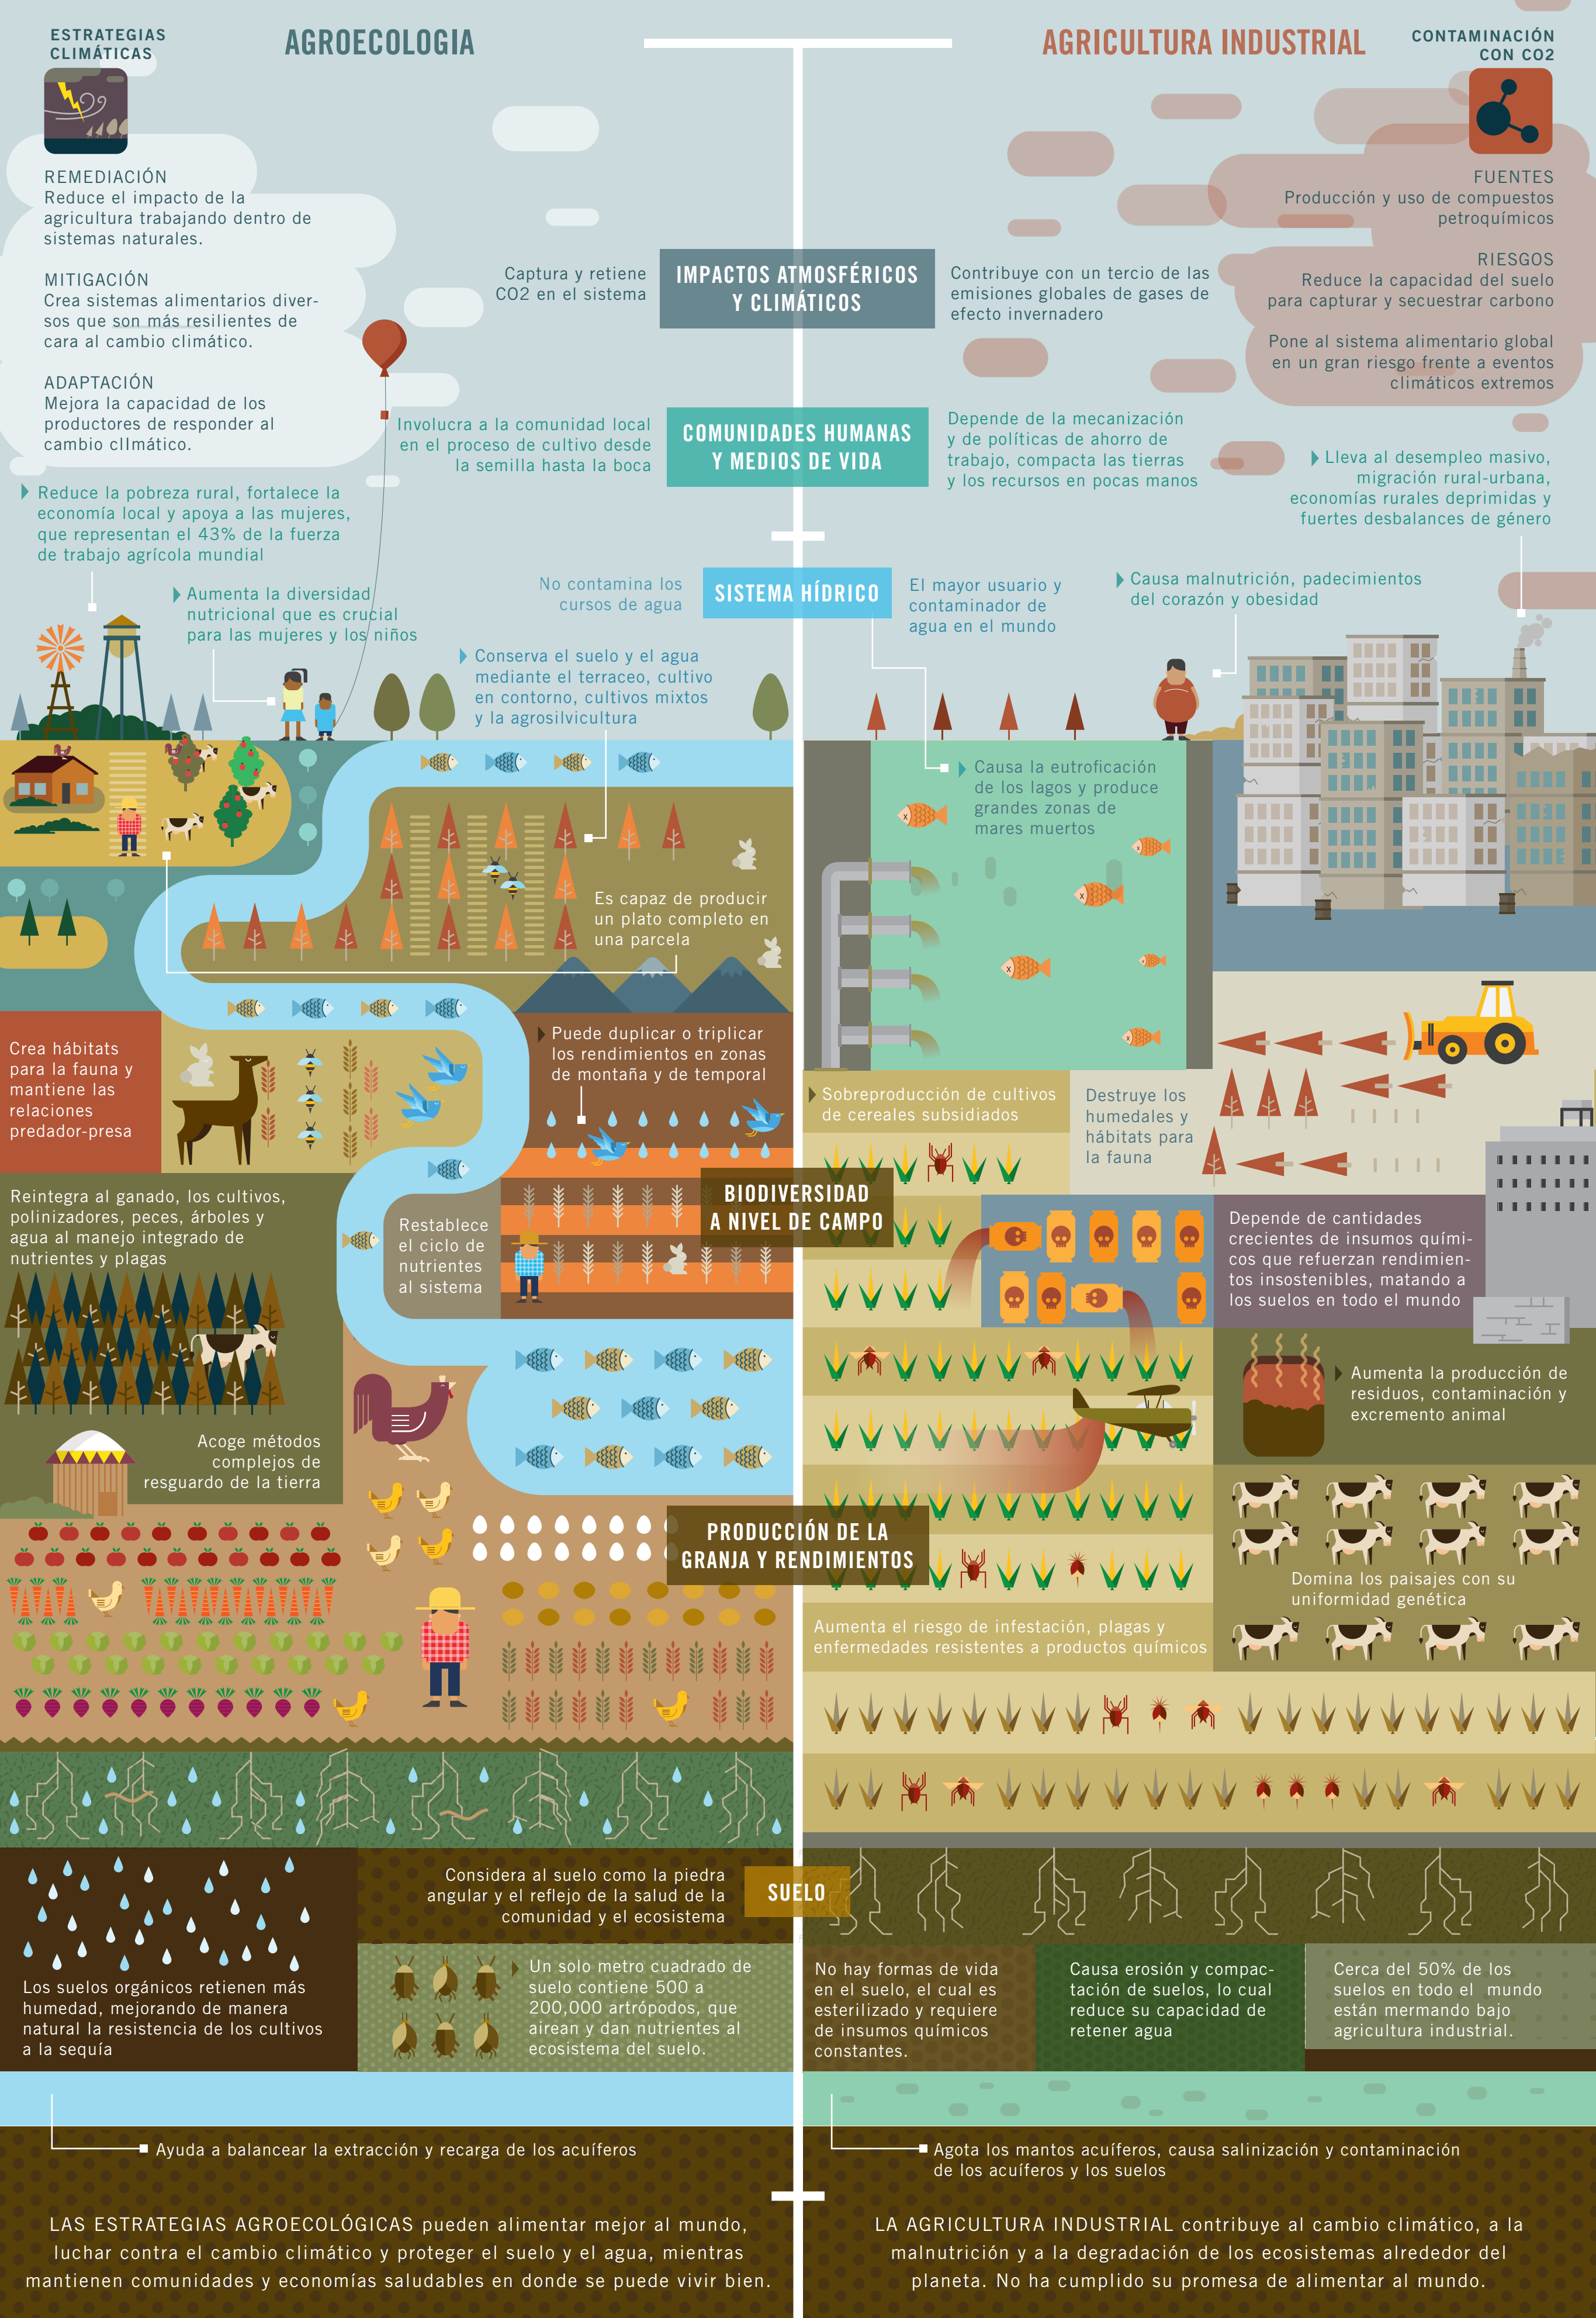 ESTRATEGIAS
CLIMÁTICAS
AGROECOLOGIA
AGRICULTURA INDUSTRIAL
CONTAMINACIÓN
CON CO2
REMEDIACIÓN
Reduce el impacto de la
agricultura trabajando dentro de
sistemas naturales.
MITIGACIÓN
Crea sistemas alimentarios diver-
sos que son más resilientes de
cara al cambio climático.
ADAPTACIÓN
Mejora la capacidad de los
productores de responder al
cambio clImático.
FUENTES
Producción y uso de compuestos
petroquímicos
RIESGOS
Reduce la capacidad del suelo
para capturar y secuestrar carbono
Pone al sistema alimentario global
en un gran riesgo frente a eventos
climáticos extremos
Captura y retiene
CO2 en el sistema
IMPACTOS ATMOSFÉRICOS
Y CLIMÁTICOS
Contribuye con un tercio de las
emisiones globales de gases de
efecto invernadero
Involucra a la comunidad local
en el proceso de cultivo desde
la semilla hasta la boca
COMUNIDADES HUMANAS
Y MEDIOS DE VIDA
Depende de la mecanización
y de políticas de ahorro de
trabajo, compacta las tierras
y los recursos en pocas manos
Lleva al desempleo masivo,
migración rural-urbana,
economías rurales deprimidas y
fuertes desbalances de género
Reduce la pobreza rural, fortalece la
economía local y apoya a las mujeres,
que representan el 43% de la fuerza
de trabajo agrícola mundial
Aumenta la diversidad
nutricional que es crucial
para las mujeres y los niños
No contamina los
cursos de agua
SISTEMA HÍDRICO
El mayor usuario y
contaminador de
agua en el mundo
Causa malnutrición, padecimientos
del corazón y obesidad
Conserva el suelo y el agua
mediante el terraceo, cultivo
en contorno, cultivos mixtos
y la agrosilvicultura
Causa la eutroficación
de los lagos y produce
grandes zonas de
mares muertos
Es capaz de producir
un plato completo en
una parcela
Crea hábitats
para la fauna y
mantiene las
relaciones
predador-presa
Puede duplicar o triplicar
los rendimientos en zonas
de montaña y de temporal
Sobreproducción de cultivos
de cereales subsidiados
Destruye los
humedales y
hábitats para
la fauna
Reintegra al ganado, los cultivos,
polinizadores, peces, árboles y
agua al manejo integrado de
nutrientes y plagas
Restablece
el ciclo de
nutrientes
al sistema
BIODIVERSIDAD
A NIVEL DE CAMPO
Depende de cantidades
crecientes de insumos quími-
cos que refuerzan rendimien-
tos insostenibles, matando a
los suelos en todo el mundo
Aumenta la producción de
residuos, contaminación y
excremento animal
Acoge métodos
complejos de
resguardo de la tierra
PRODUCCIÓN DE LA
GRANJA Y RENDIMIENTOS
Domina los paisajes con su
uniformidad genética
Aumenta el riesgo de infestación, plagas y
enfermedades resistentes a productos químicos
Considera al suelo como la piedra
angular y el reflejo de la salud de la
comunidad y el ecosistema
SUELO
Los suelos orgánicos retienen más
humedad, mejorando de manera
natural la resistencia de los cultivos
a la sequía
Un solo metro cuadrado de
suelo contiene 500 a
200,000 artrópodos, que
airean y dan nutrientes al
ecosistema del suelo.
No hay formas de vida
en el suelo, el cual es
esterilizado y requiere
de insumos químicos
constantes.
Causa erosión y compac-
tación de suelos, lo cual
reduce su capacidad de
retener agua
Cerca del 50% de los
suelos en todo el mundo
están mermando bajo
agricultura industrial.
Ayuda a balancear la extracción y recarga de los acuíferos
Agota los mantos acuíferos, causa salinización y contaminación
de los acuíferos y los suelos
LAS ESTRATEGIAS AGROECOLÓGICAS pueden alimentar mejor al mundo,
luchar contra el cambio climático y proteger el suelo y el agua, mientras
mantienen comunidades y economías saludables en donde se puede vivir bien.
LA AGRICULTURA INDUSTRIAL contribuye al cambio climático, a la
malnutrición y a la degradación de los ecosistemas alrededor del
planeta. No ha cumplido su promesa de alimentar al mundo.